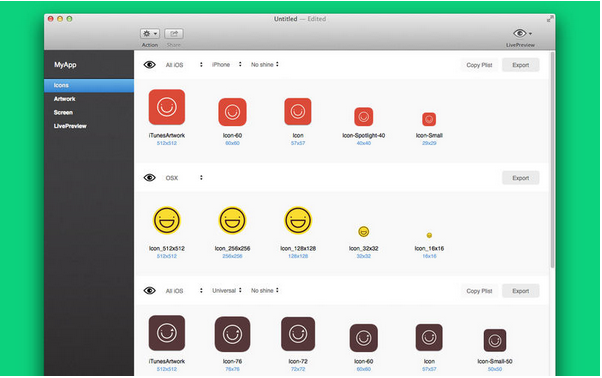 Untitled — Edited
Action
Share
LivePreview
MyApp
Icons
Artwork
Screen
LivePreview
All iOS iPhone No shine Copy Plist Export
iTunesArtwork Icon-60 Icon Icon-Spotlight-40 Icon-Small
512x512 60x60 57x57 40x40 29x29
OSX Export
Icon_512x512 Icon_256x256 Icon_128x128 Icon_32x32 Icon_16x16
512x512 256x256 128x128 32x32 16x16
All iOS Universal No shine Copy Plist Export
iTunesArtwork Icon-76 Icon-72 Icon-60 Icon Icon-Small-50
512x512 76x76 72x72 60x60 57x57 50x50